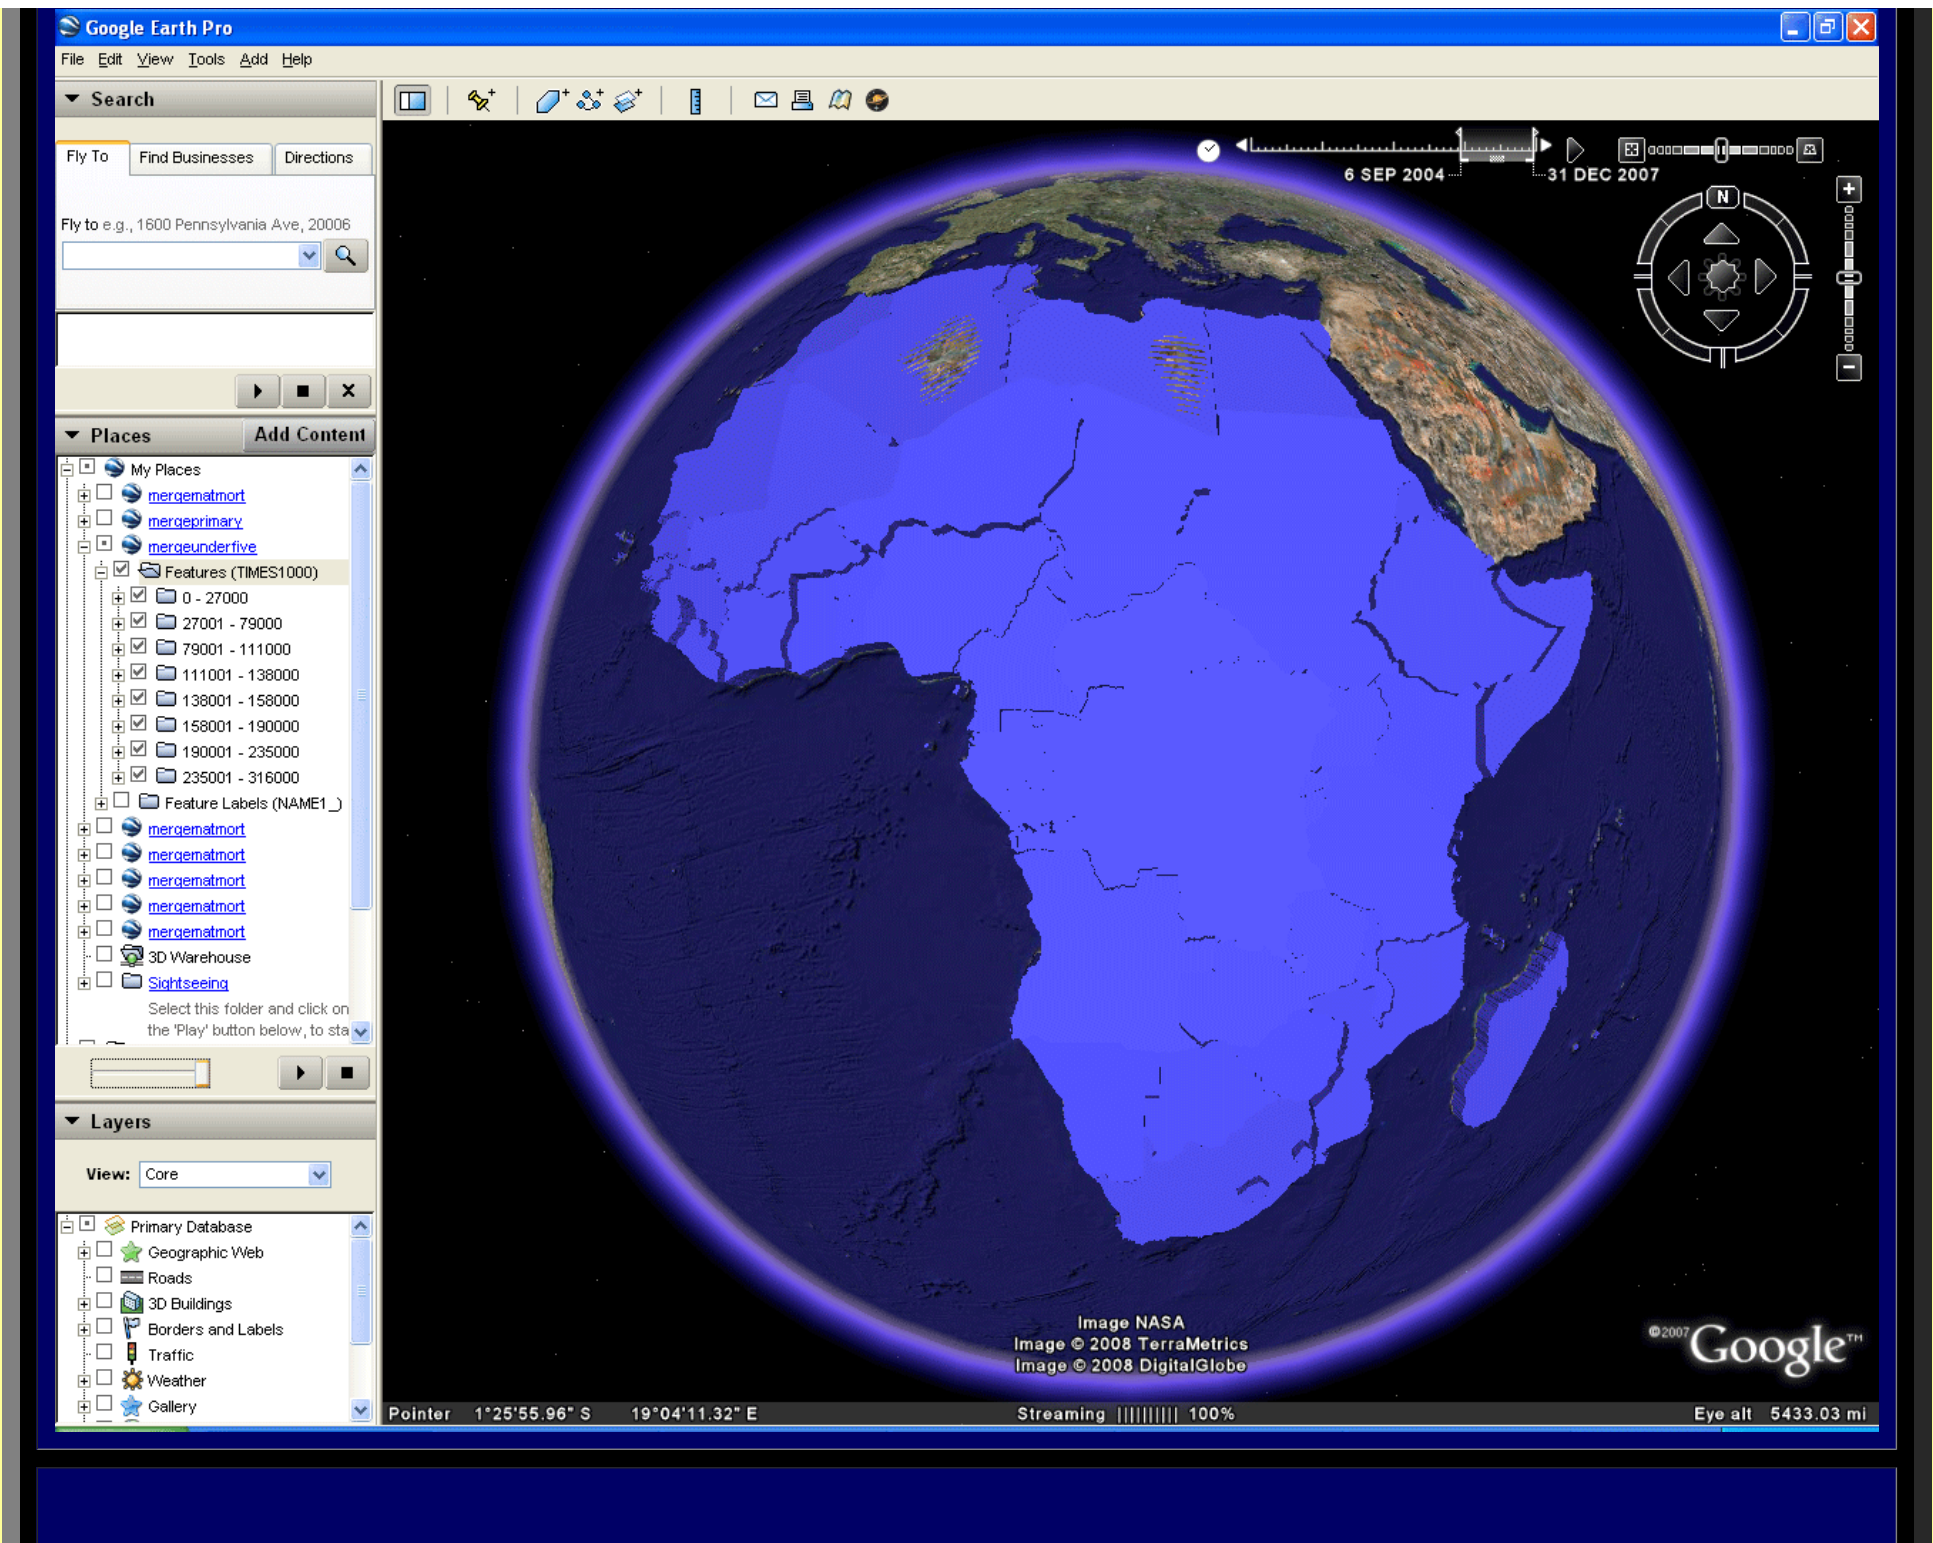 Google Earth Pro
File Edit View Tools Add Help
Search
Fly To Find Businesses Directions
Fly to e.g., 1600 Pennsylvania Ave, 20006
Places Add Content
My Places
mergematmort
mergeprimary
mergeunderfive
Features (TIMES1000)
0 - 27000
27001 - 79000
79001 - 111000
111001 - 138000
138001 - 158000
158001 - 190000
190001 - 235000
235001 - 316000
Feature Labels (NAME1_)
mergematmort
mergematmort
mergematmort
mergematmort
mergematmort
3D Warehouse
Sightseeing
Select this folder and click on
the 'Play' button below, to sta
Layers
View: Core
Primary Database
Geographic Web
Roads
3D Buildings
Borders and Labels
Traffic
Weather
Gallery
6 SEP 2004 31 DEC 2007
N
Image NASA
Image © 2008 TerraMetrics
Image © 2008 DigitalGlobe
©2007 Google™
Pointer 1°25'55.96" S 19°04'11.32" E Streaming |||||||||| 100% Eye alt 5433.03 mi